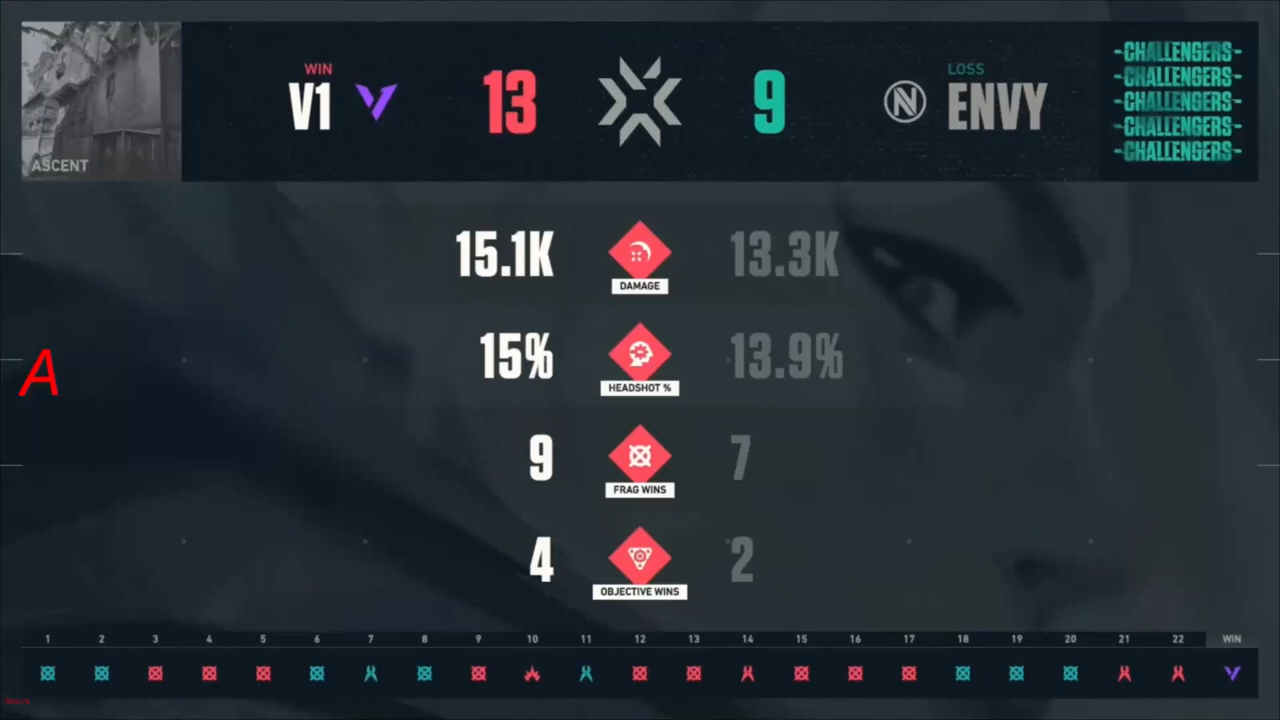 WIN
V1 13 9 LOSS
ENVY
-CHALLENGERS-
-CHALLENGERS-
-CHALLENGERS-
-CHALLENGERS-
-CHALLENGERS-
ASCENT
15.1K 13.3K
DAMAGE
15% 13.9%
HEADSHOT %
A
9 7
FRAG WINS
4 2
OBJECTIVE WINS
1 2 3 4 5 6 7 8 9 10 11 12 13 14 15 16 17 18 19 20 21 22 WIN